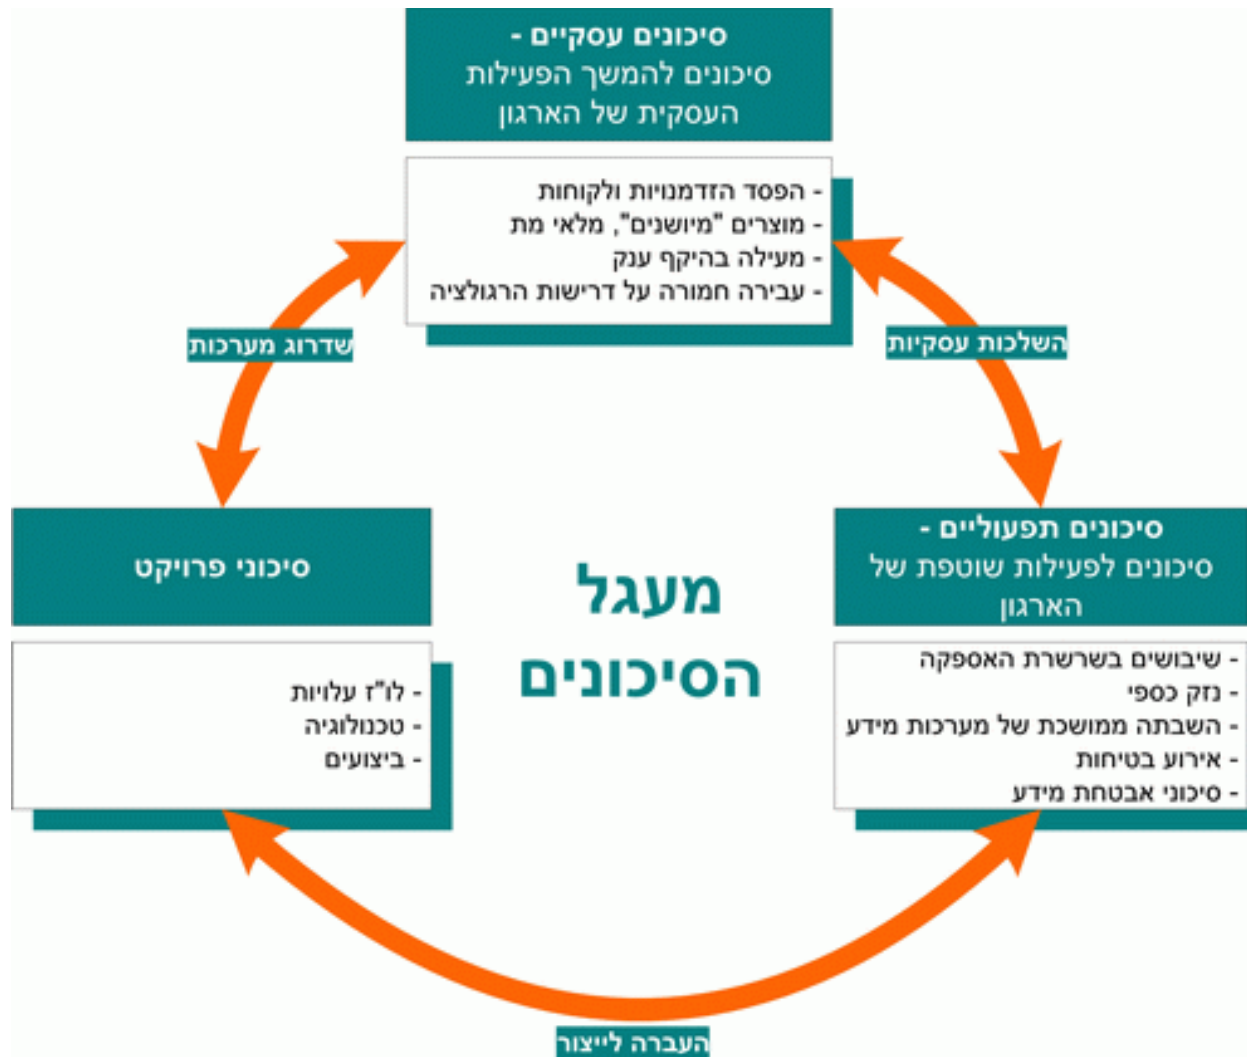 סיכונים עסקיים -
סיכונים להמשך הפעילות
העסקית של הארגון
- הפסד הזדמנויות ולקוחות
- מוצרים "מיושנים", מלאי מת
- מעילה בהיקף ענק
- עבירה חמורה על דרישות הרגולציה
השלכות עסקיות
שדרוג מערכות
סיכונים תפעוליים -
סיכונים לפעילות שוטפת של
הארגון
- שיבושים בשרשרת האספקה
- נזק כספי
- השבתה ממושכת של מערכות מידע
- אירוע בטיחות
- סיכוני אבטחת מידע
מעגל
הסיכונים
סיכוני פרויקט
- לו"ז עלויות
- טכנולוגיה
- ביצועים
העברה לייצור